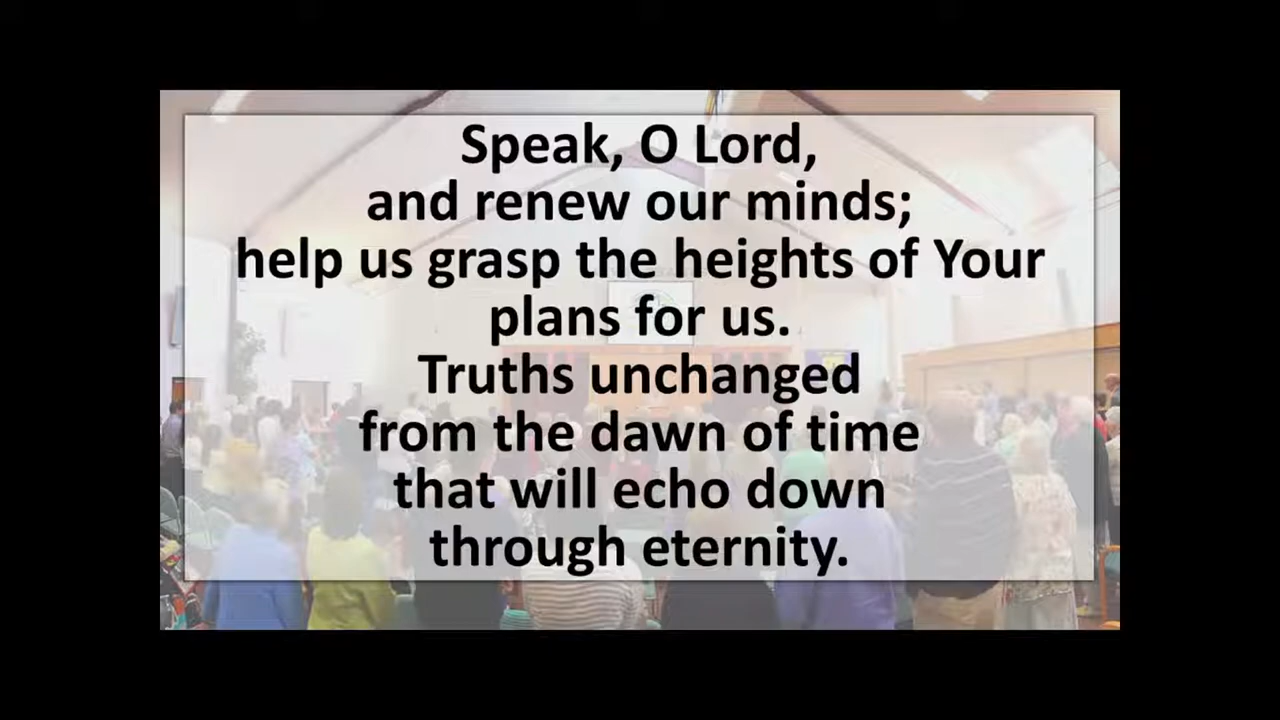 Speak, O Lord,
and renew our minds;
help us grasp the heights of Your
plans for us.
Truths unchanged
from the dawn of time
that will echo down
through eternity.